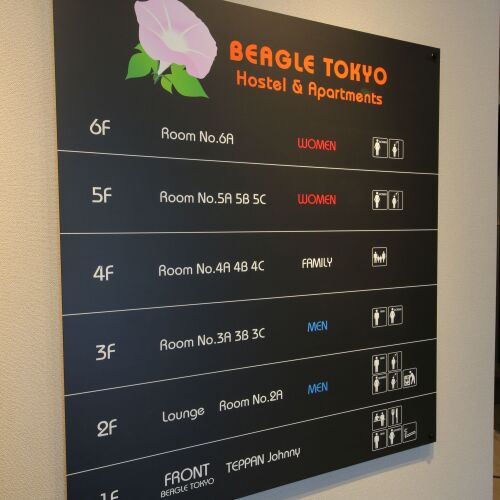 BEAGLE TOKYO
Hostel & Apartments
6F Room No.6A WOMEN
5F Room No.5A 5B 5C WOMEN
4F Room No.4A 4B 4C FAMILY
3F Room No.3A 3B 3C MEN
2F Lounge Room No.2A MEN
1F FRONT TEPPAN Johnny
BEAGLE TOKYO